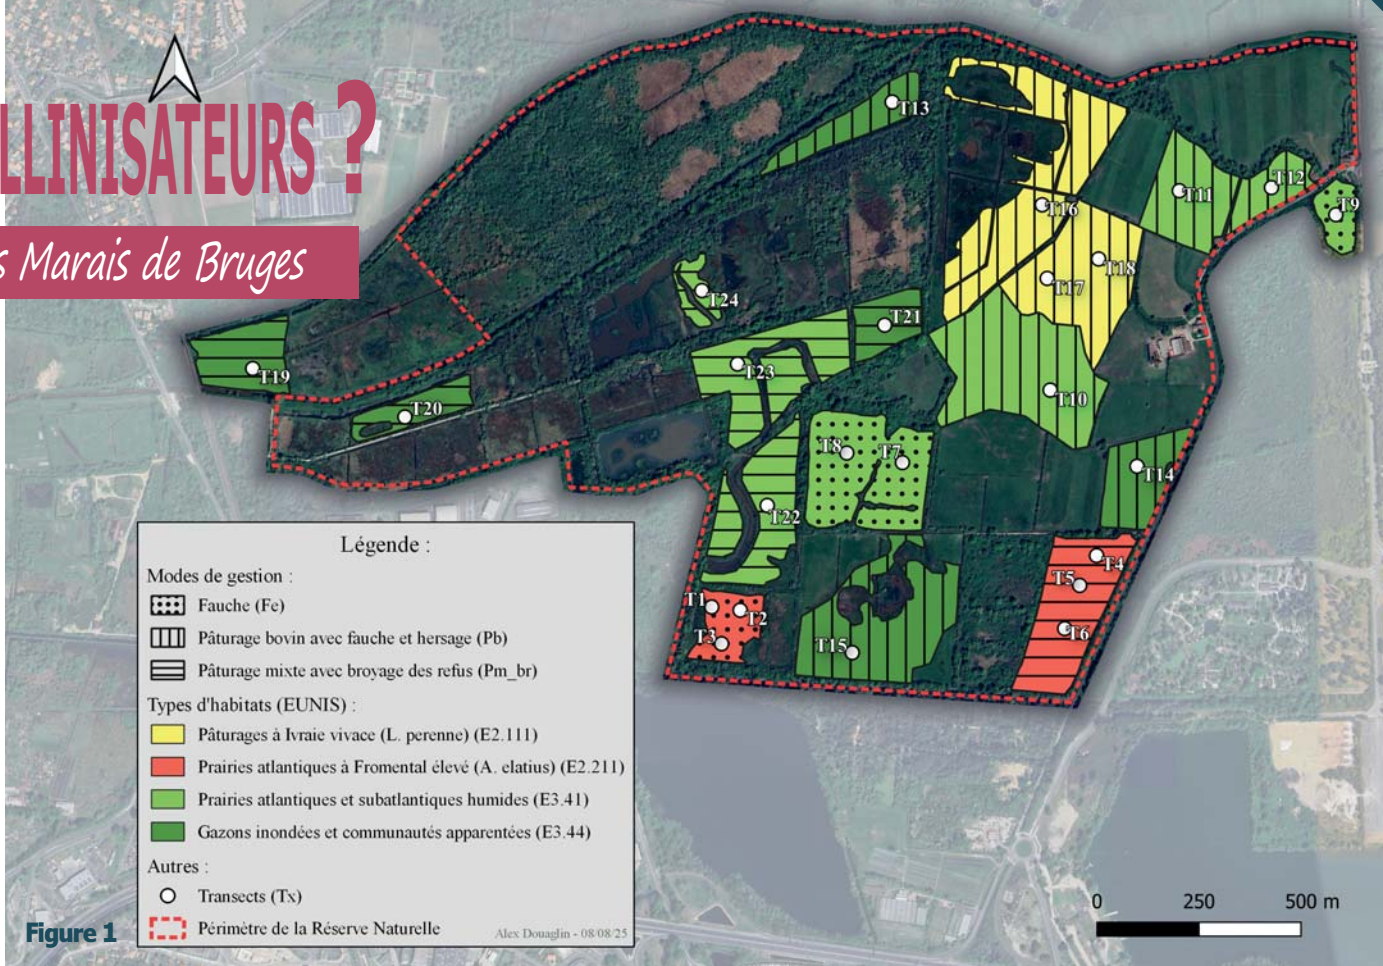 LLINISATEURS ?
s Marais de Bruges
T13
T11
T12
T9
T16
T18
T17
T24
T21
T19
T23
T20
T10
T8
T7
T14
T22
T4
T5
T1
T2
T6
T3
T15
Légende :
Modes de gestion :
Fauche (Fe)
Pâturage bovin avec fauche et hersage (Pb)
Pâturage mixte avec broyage des refus (Pm_br)
Types d'habitats (EUNIS) :
Pâturages à Ivraie vivace (L. perenne) (E2.111)
Prairies atlantiques à Fromental élevé (A. elatius) (E2.211)
Prairies atlantiques et subatlantiques humides (E3.41)
Gazons inondées et communautés apparentées (E3.44)
Autres :
Transects (Tx)
Périmètre de la Réserve Naturelle
Alex Douaglin - 08/08/25
Figure 1
0 250 500 m